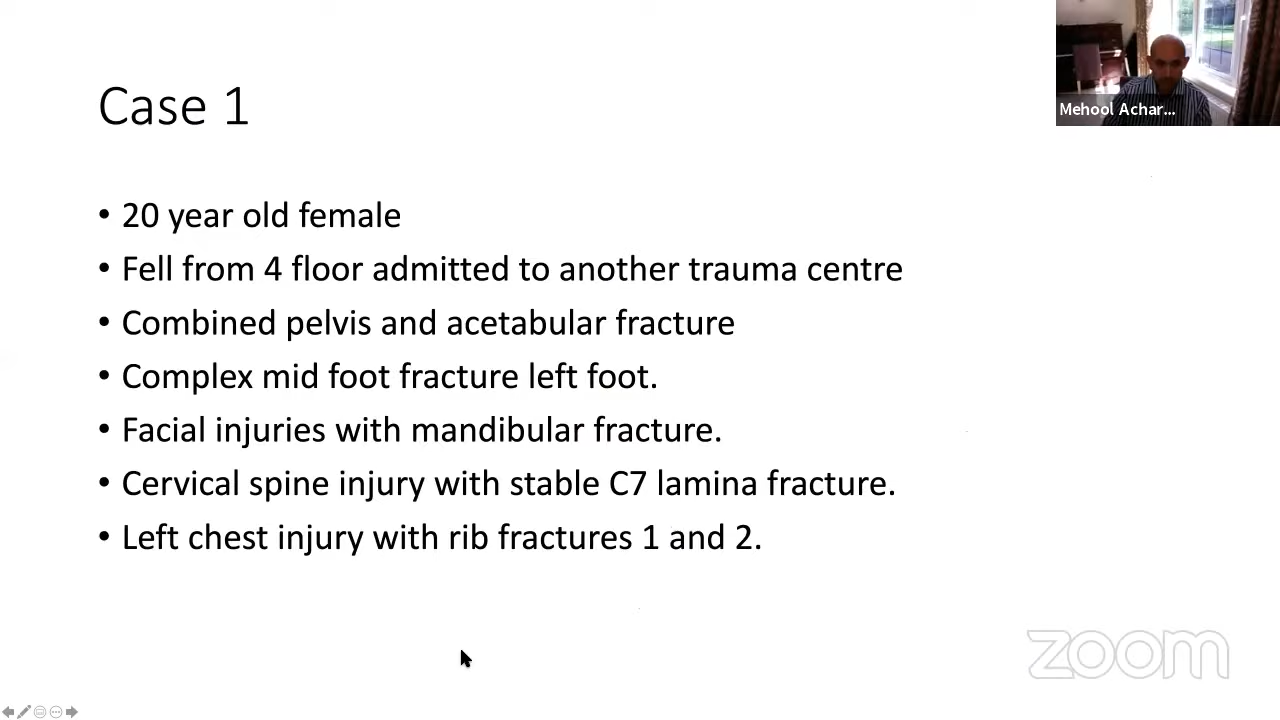 Case 1
Mehool Achar...
• 20 year old female
• Fell from 4 floor admitted to another trauma centre
• Combined pelvis and acetabular fracture
• Complex mid foot fracture left foot.
• Facial injuries with mandibular fracture.
• Cervical spine injury with stable C7 lamina fracture.
• Left chest injury with rib fractures 1 and 2.
zoom